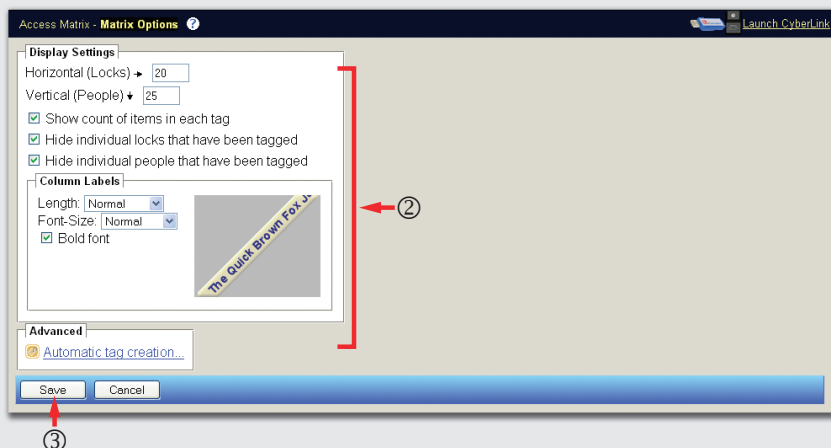 Access Matrix - Matrix Options ?
Launch CyberLink
Display Settings
Horizontal (Locks) → 20
Vertical (People) ↓ 25
Show count of items in each tag
Hide individual locks that have been tagged
Hide individual people that have been tagged
Column Labels
Length: Normal
Font-Size: Normal
Bold font
The Quick Brown Fox Ju
②
Advanced
Automatic tag creation...
Save Cancel
③